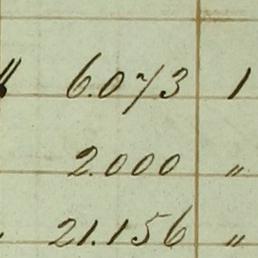 " 6.073 1
2.000 "
21.156 "